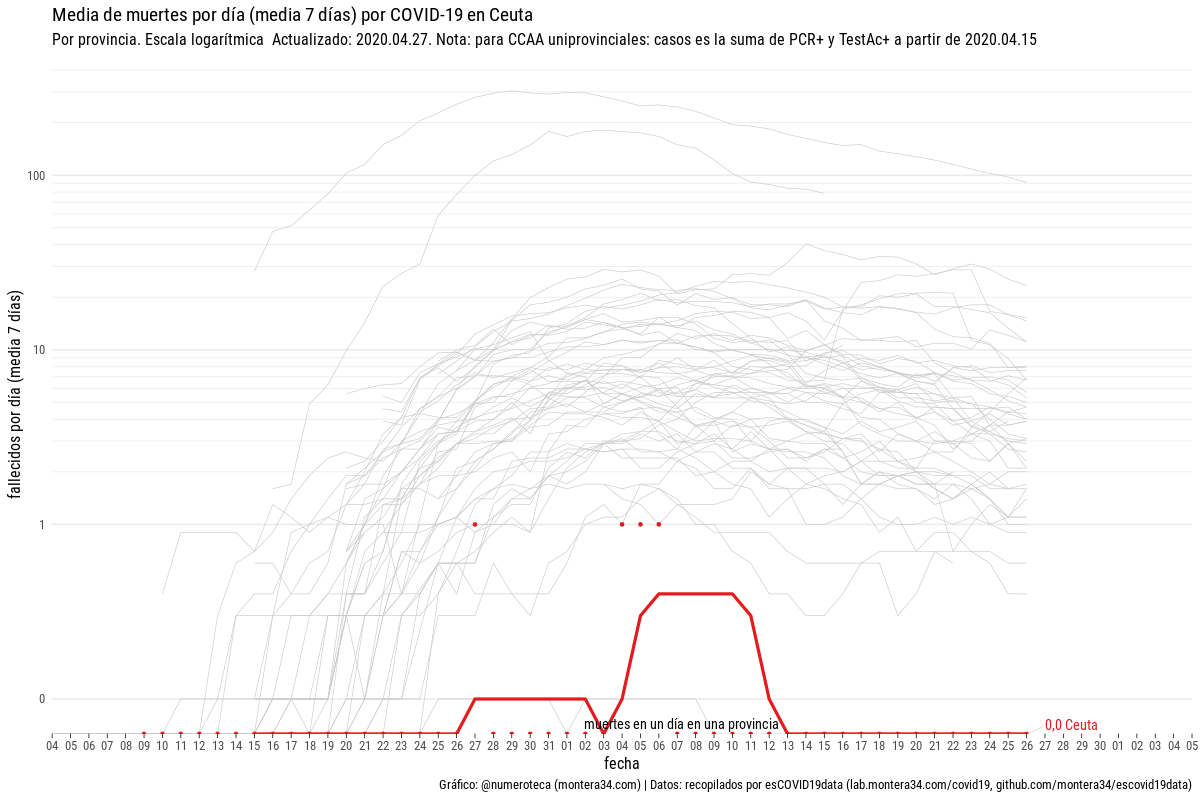 Media de muertes por día (media 7 días) por COVID-19 en Ceuta
Por provincia. Escala logarítmica  Actualizado: 2020.04.27. Nota: para CCAA uniprovinciales: casos es la suma de PCR+ y TestAc+ a partir de 2020.04.15
fallecidos por día (media 7 días)
100
10
1
0
muertes en un día en una provincia
0,0 Ceuta
04 05 06 07 08 09 10 11 12 13 14 15 16 17 18 19 20 21 22 23 24 25 26 27 28 29 30 31 01 02 03 04 05 06 07 08 09 10 11 12 13 14 15 16 17 18 19 20 21 22 23 24 25 26 27 28 29 30 01 02 03 04 05
fecha
Gráfico: @numeroteca (montera34.com) | Datos: recopilados por esCOVID19data (lab.montera34.com/covid19, github.com/montera34/escovid19data)